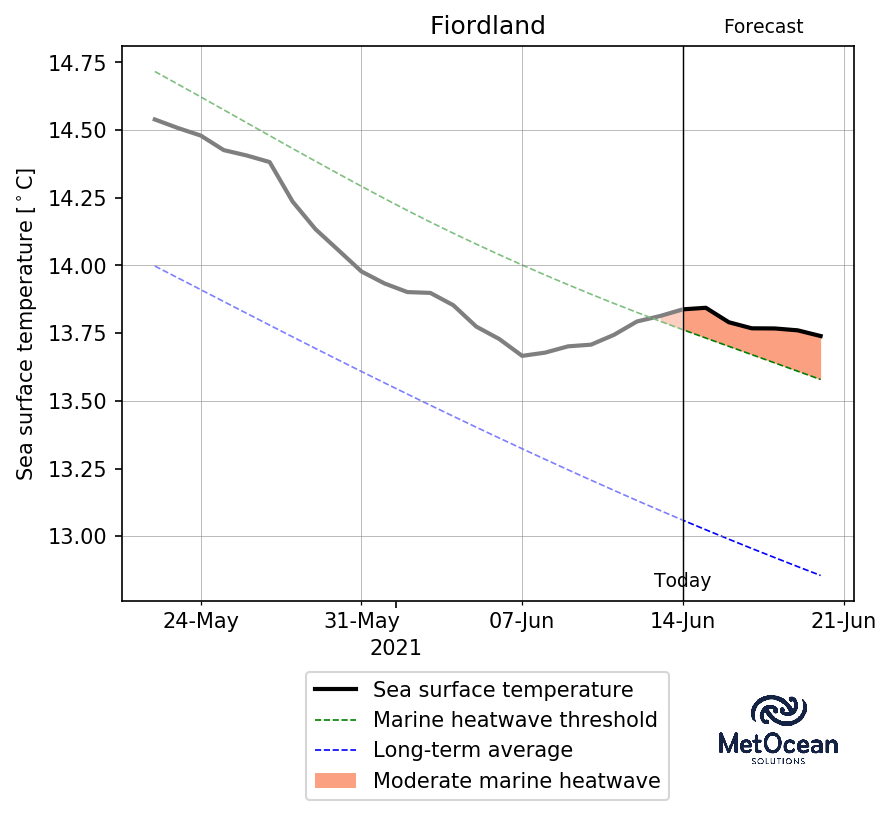 Fiordland
Forecast
Sea surface temperature [°C]
14.75
14.50
14.25
14.00
13.75
13.50
13.25
13.00
Today
24-May
31-May
07-Jun
14-Jun
21-Jun
2021
Sea surface temperature
Marine heatwave threshold
Long-term average
Moderate marine heatwave
MetOcean
SOLUTIONS